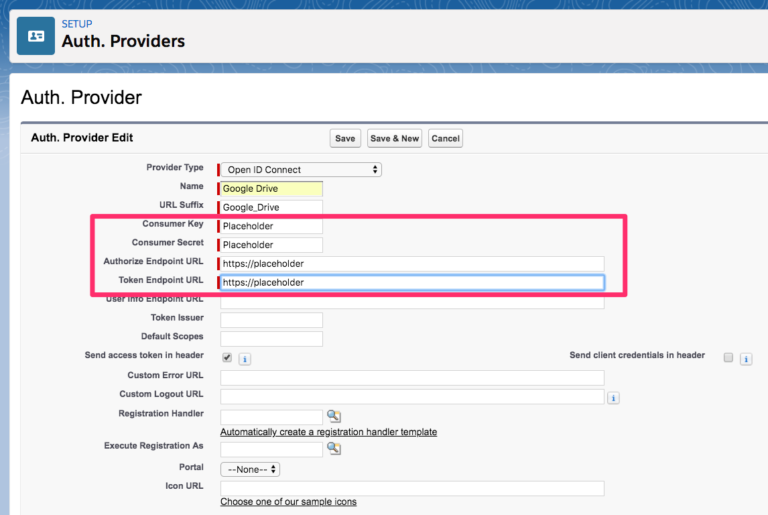 SETUP
Auth. Providers
Auth. Provider
Auth. Provider Edit Save Save & New Cancel
Provider Type Open ID Connect
Name Google Drive
URL Suffix Google_Drive
Consumer Key Placeholder
Consumer Secret Placeholder
Authorize Endpoint URL https://placeholder
Token Endpoint URL https://placeholder
User Info Endpoint URL
Token Issuer
Default Scopes
Send access token in header i Send client credentials in header i
Custom Error URL
Custom Logout URL i
Registration Handler
Automatically create a registration handler template
Execute Registration As
Portal --None--
Icon URL
Choose one of our sample icons